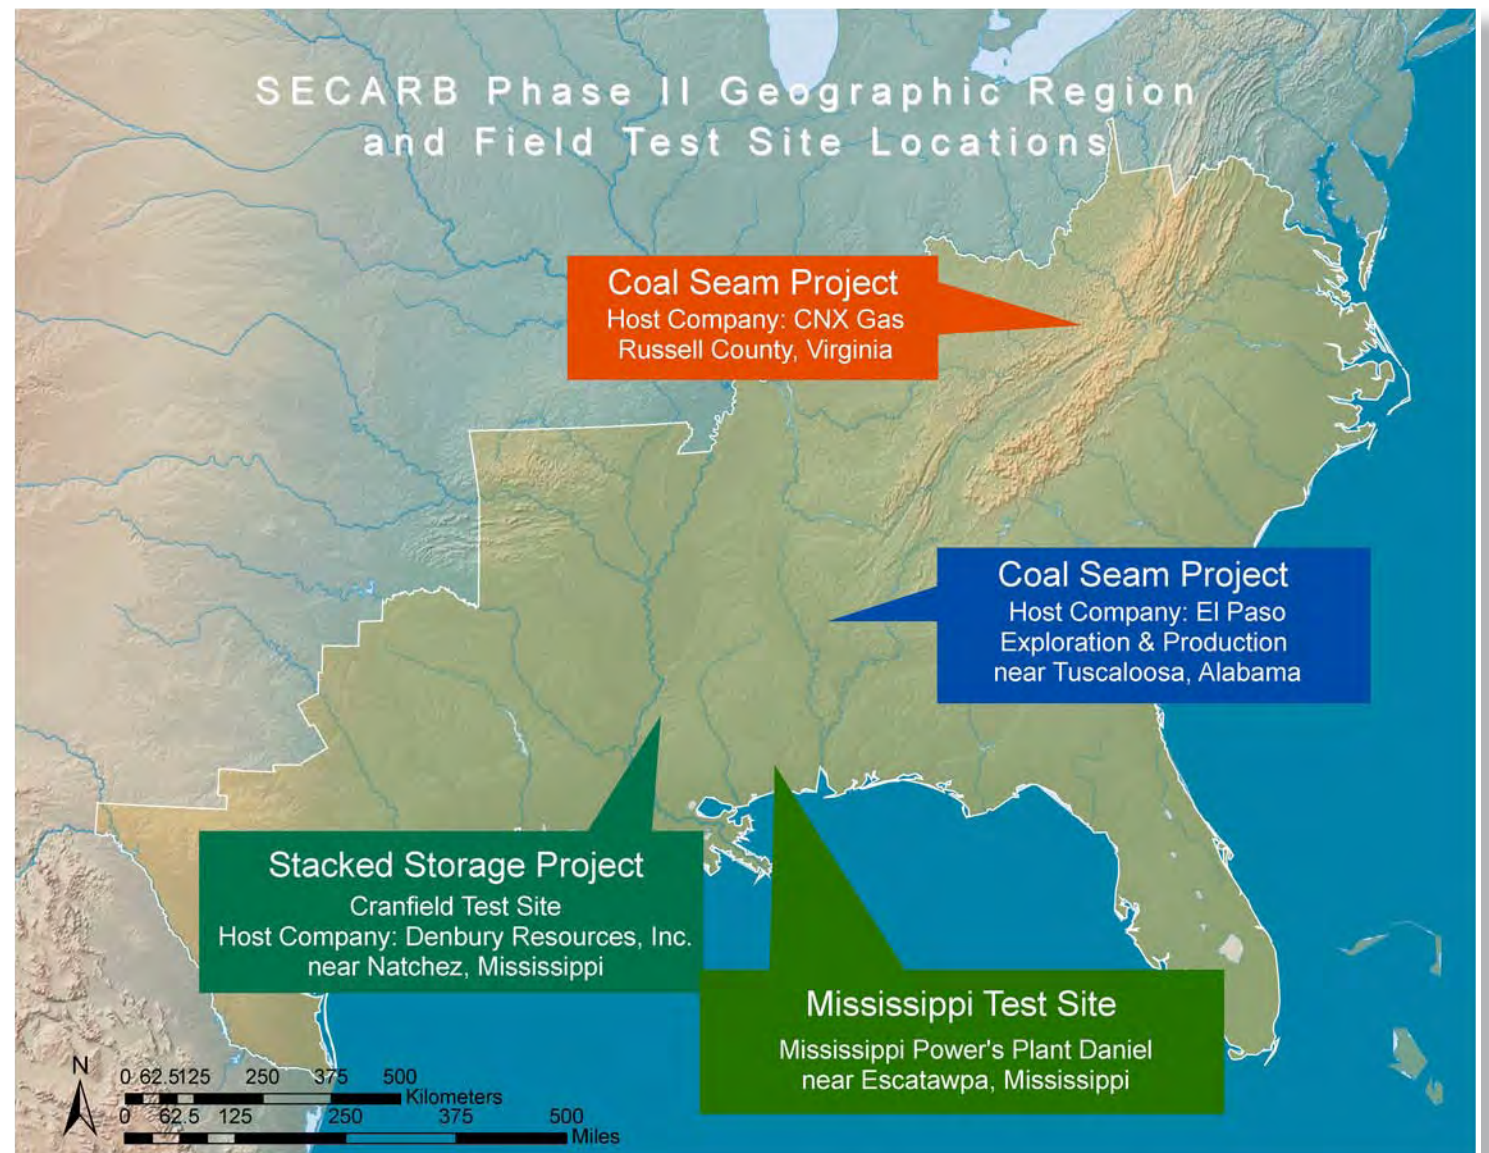 SECARB Phase II Geographic Region
and Field Test Site Locations
Coal Seam Project
Host Company: CNX Gas
Russell County, Virginia
Coal Seam Project
Host Company: El Paso
Exploration & Production
near Tuscaloosa, Alabama
Stacked Storage Project
Cranfield Test Site
Host Company: Denbury Resources, Inc.
near Natchez, Mississippi
Mississippi Test Site
Mississippi Power's Plant Daniel
near Escatawpa, Mississippi
N
0 62.5125 250 375 500
Kilometers
0 62.5 125 250 375 500
Miles